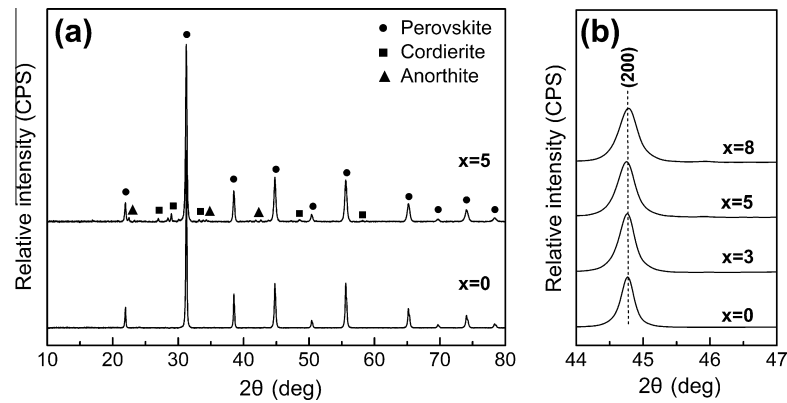 (a)
Perovskite
Cordierite
Anorthite
x=5
x=0
Relative intensity (CPS)
10 20 30 40 50 60 70 80
2θ (deg)
(b)
(200)
x=8
x=5
x=3
x=0
Relative intensity (CPS)
44 45 46 47
2θ (deg)